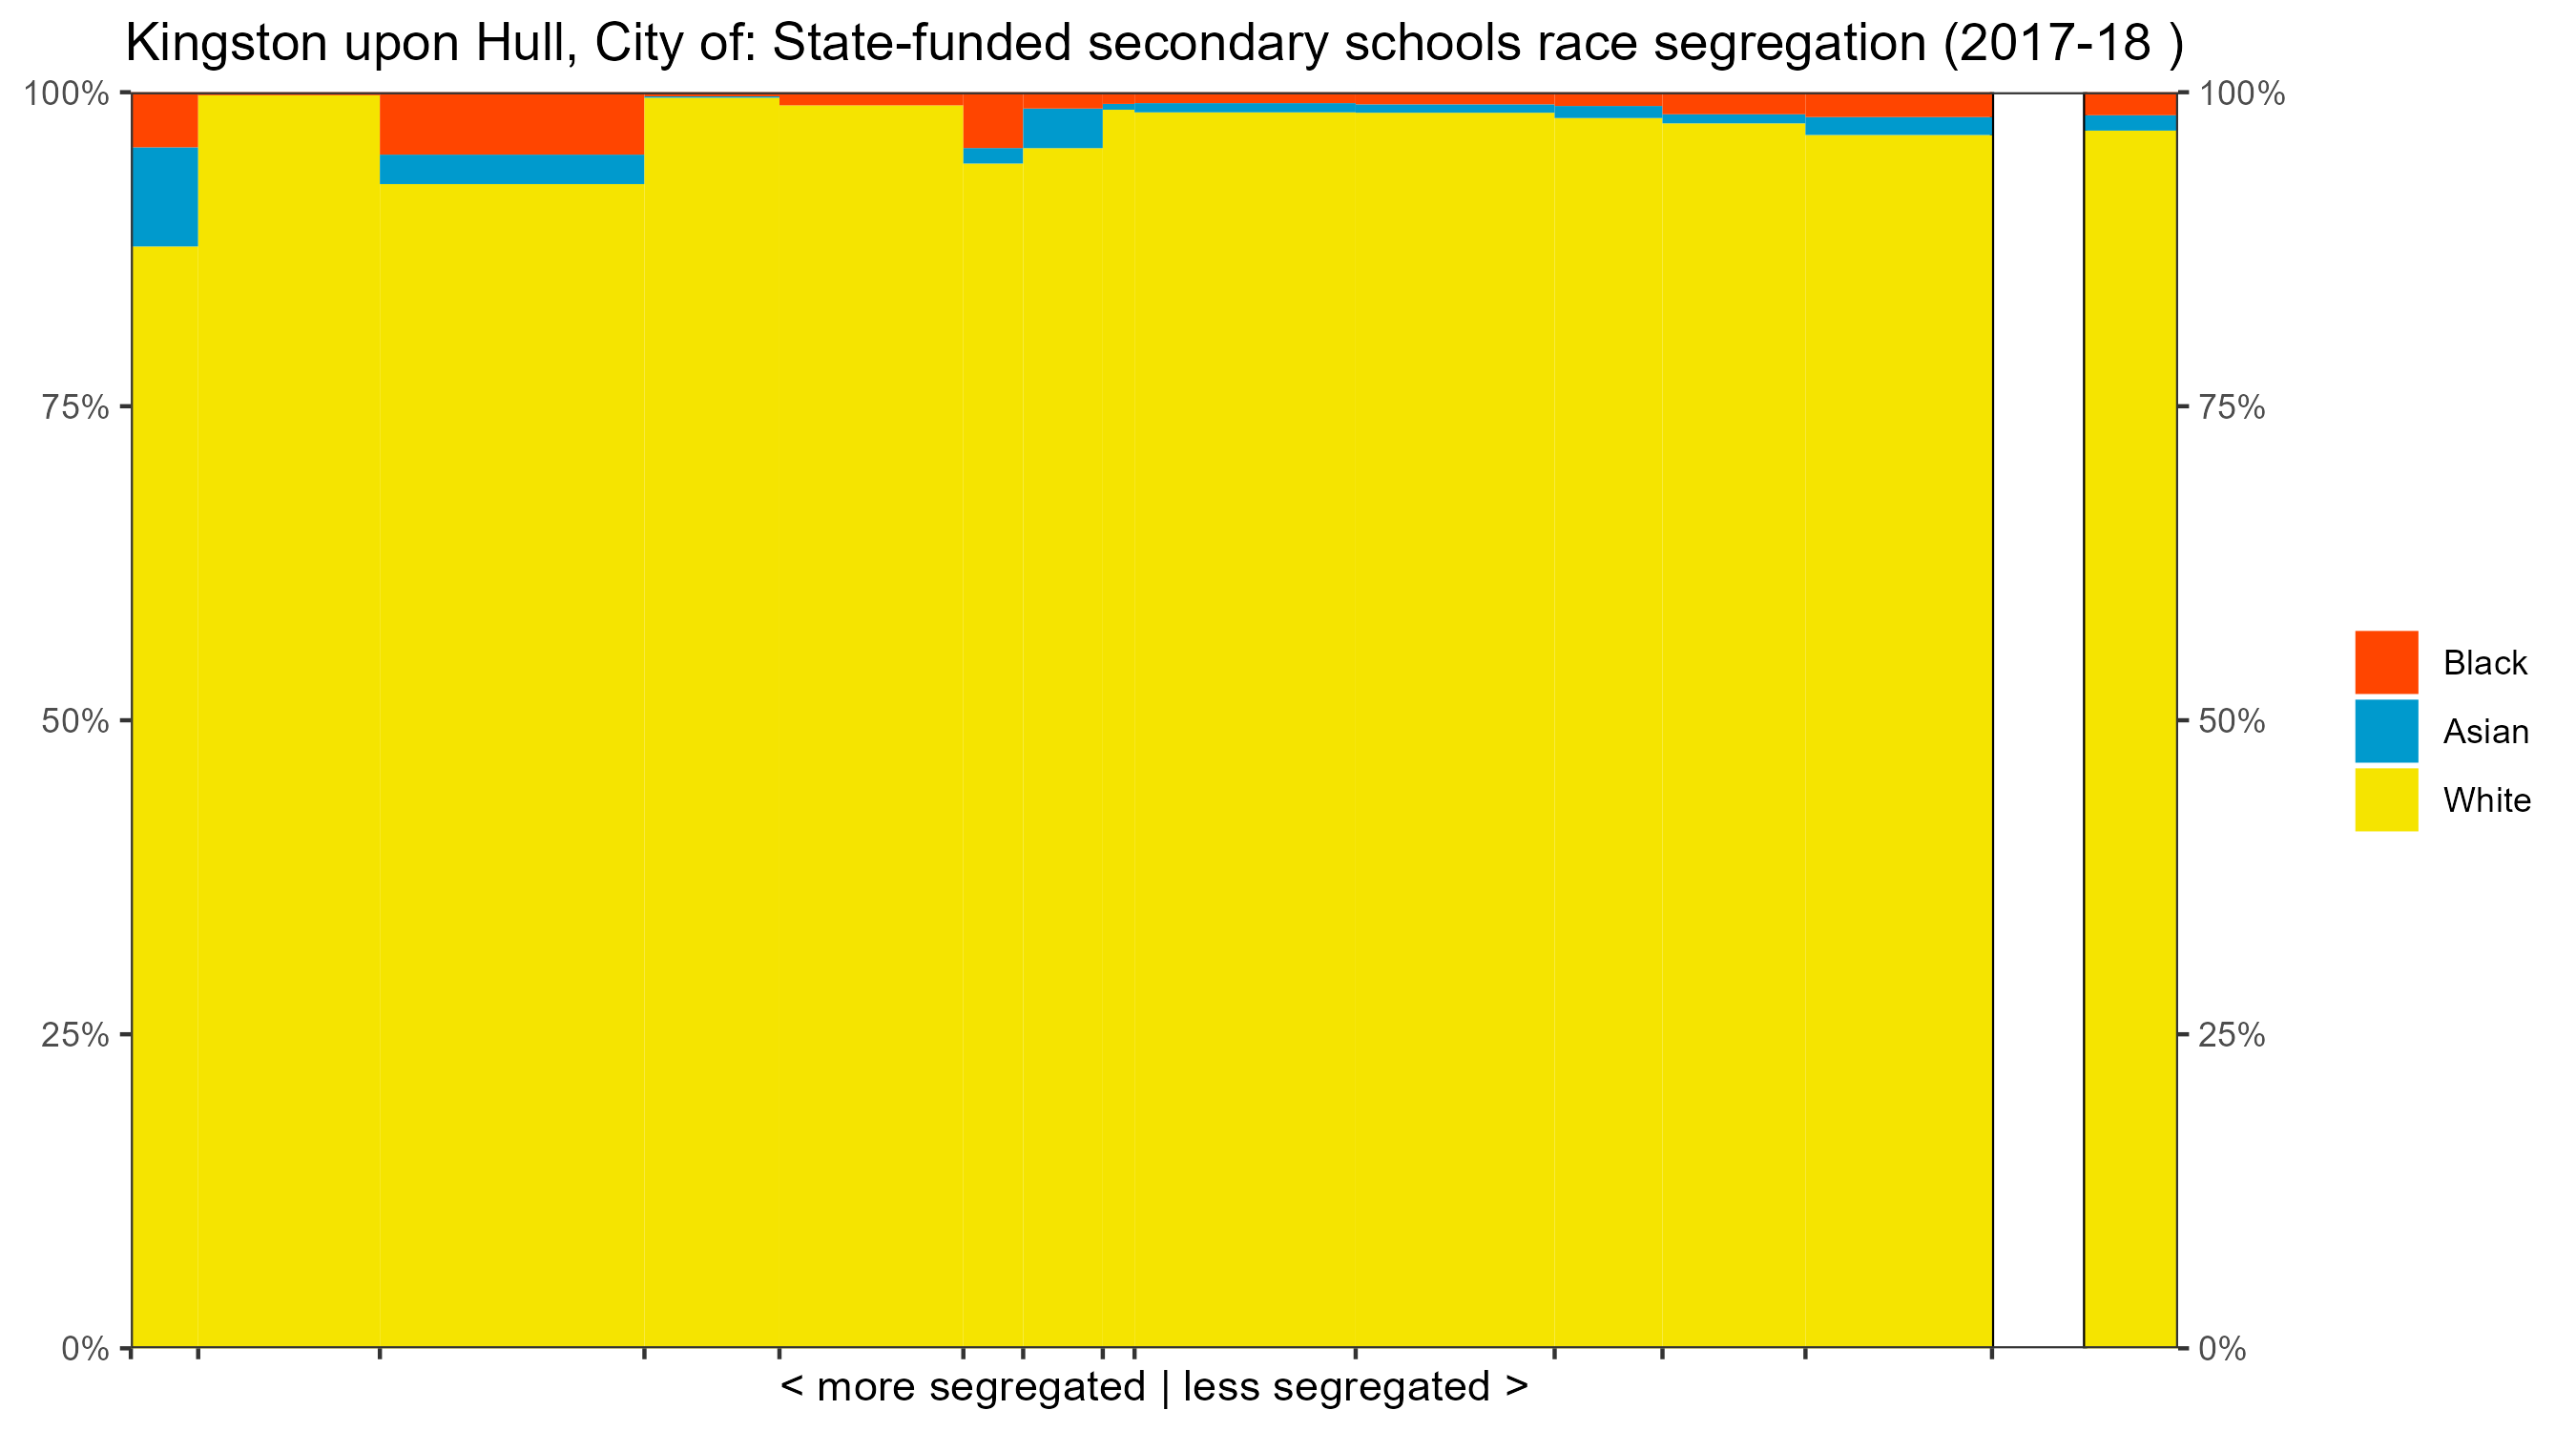 Kingston upon Hull, City of: State-funded secondary schools race segregation (2017-18 )
100%
75%
50%
25%
0%
100%
75%
50%
25%
0%
Black
Asian
White
< more segregated | less segregated >